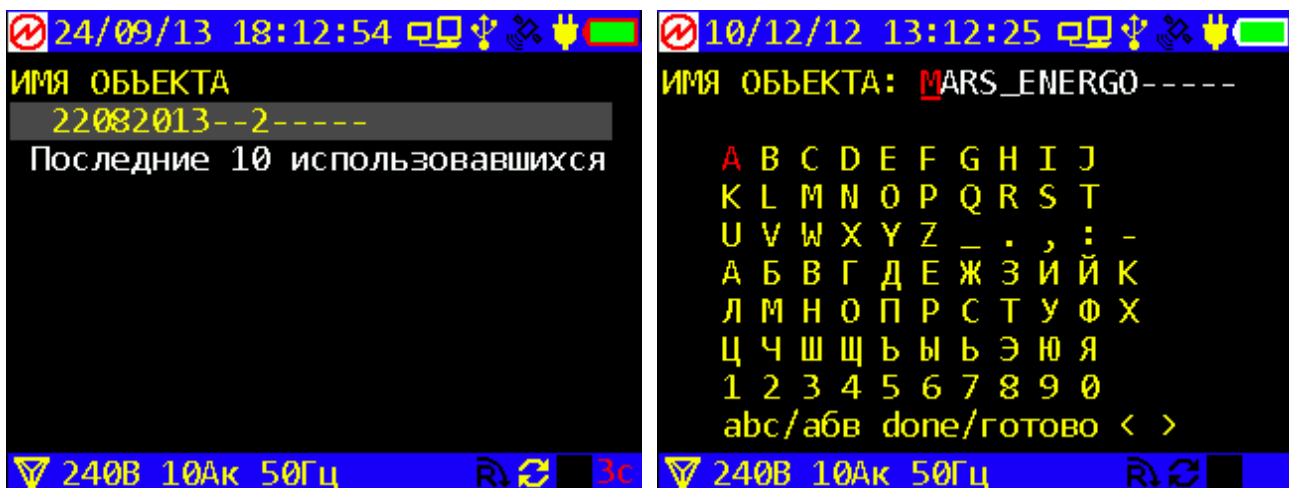 24/09/13 18:12:54
ИМЯ ОБЬЕКТА
22082013--2-----
Последние 10 использовавшихся
240В 10Ак 50Гц R 3с
10/12/12 13:12:25
ИМЯ ОБЬЕКТА: MARS_ENERGO-----
A B C D E F G H I J
K L M N O P Q R S T
U V W X Y Z _ . , : -
А Б В Г Д Е Ж З И Й К
Л М Н О П Р С Т У Ф Х
Ц Ч Ш Щ Ъ Ы Ь Э Ю Я
1 2 3 4 5 6 7 8 9 0
abc/абв done/готово < >
240В 10Ак 50Гц R